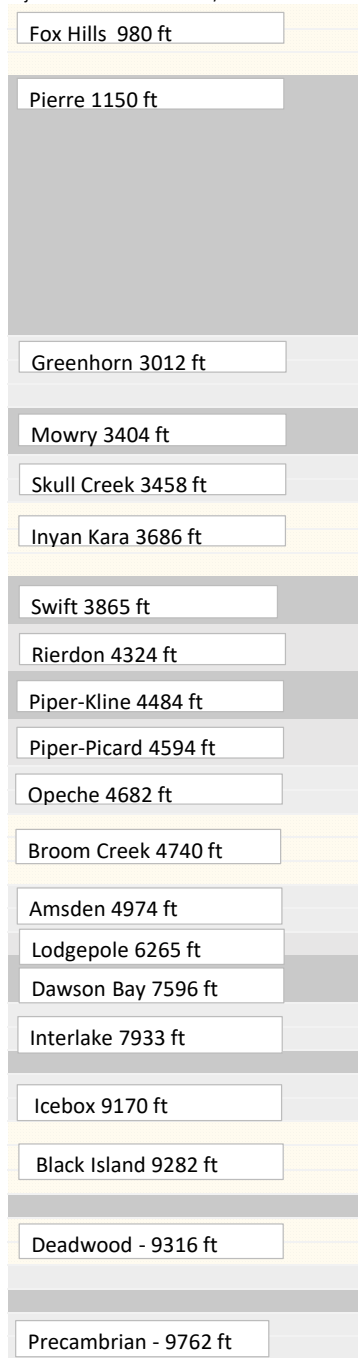 Fox Hills 980 ft
Pierre 1150 ft
Greenhorn 3012 ft
Mowry 3404 ft
Skull Creek 3458 ft
Inyan Kara 3686 ft
Swift 3865 ft
Rierdon 4324 ft
Piper-Kline 4484 ft
Piper-Picard 4594 ft
Opeche 4682 ft
Broom Creek 4740 ft
Amsden 4974 ft
Lodgepole 6265 ft
Dawson Bay 7596 ft
Interlake 7933 ft
Icebox 9170 ft
Black Island 9282 ft
Deadwood - 9316 ft
Precambrian - 9762 ft